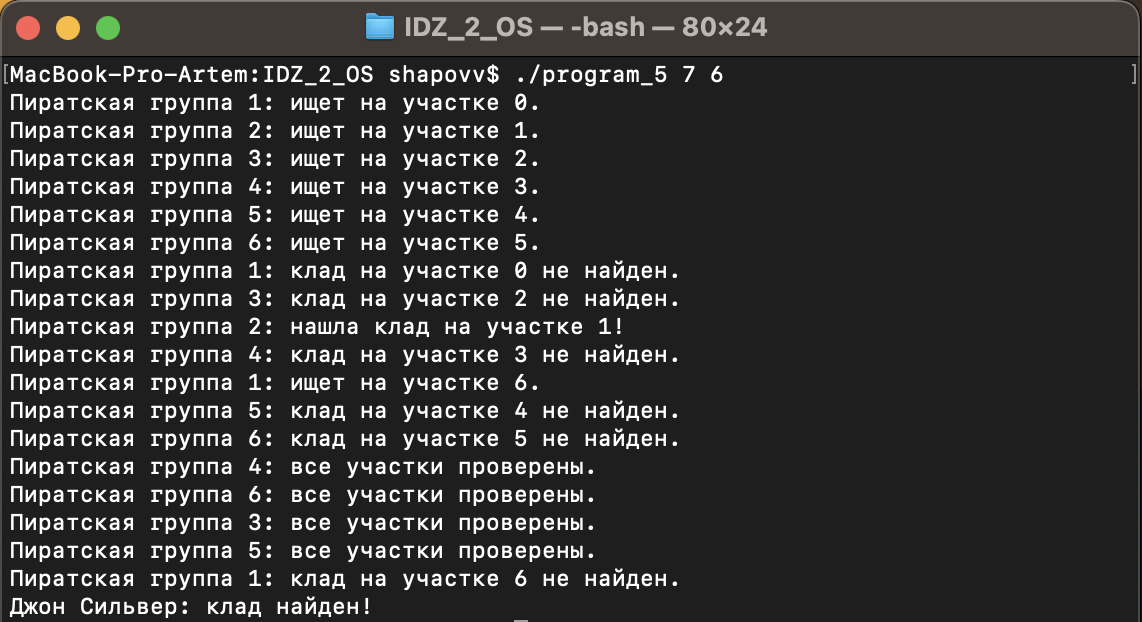 IDZ_2_OS — -bash — 80×24
[MacBook-Pro-Artem:IDZ_2_OS shapovv$ ./program_5 7 6 ]
Пиратская группа 1: ищет на участке 0.
Пиратская группа 2: ищет на участке 1.
Пиратская группа 3: ищет на участке 2.
Пиратская группа 4: ищет на участке 3.
Пиратская группа 5: ищет на участке 4.
Пиратская группа 6: ищет на участке 5.
Пиратская группа 1: клад на участке 0 не найден.
Пиратская группа 3: клад на участке 2 не найден.
Пиратская группа 2: нашла клад на участке 1!
Пиратская группа 4: клад на участке 3 не найден.
Пиратская группа 1: ищет на участке 6.
Пиратская группа 5: клад на участке 4 не найден.
Пиратская группа 6: клад на участке 5 не найден.
Пиратская группа 4: все участки проверены.
Пиратская группа 6: все участки проверены.
Пиратская группа 3: все участки проверены.
Пиратская группа 5: все участки проверены.
Пиратская группа 1: клад на участке 6 не найден.
Джон Сильвер: клад найден!